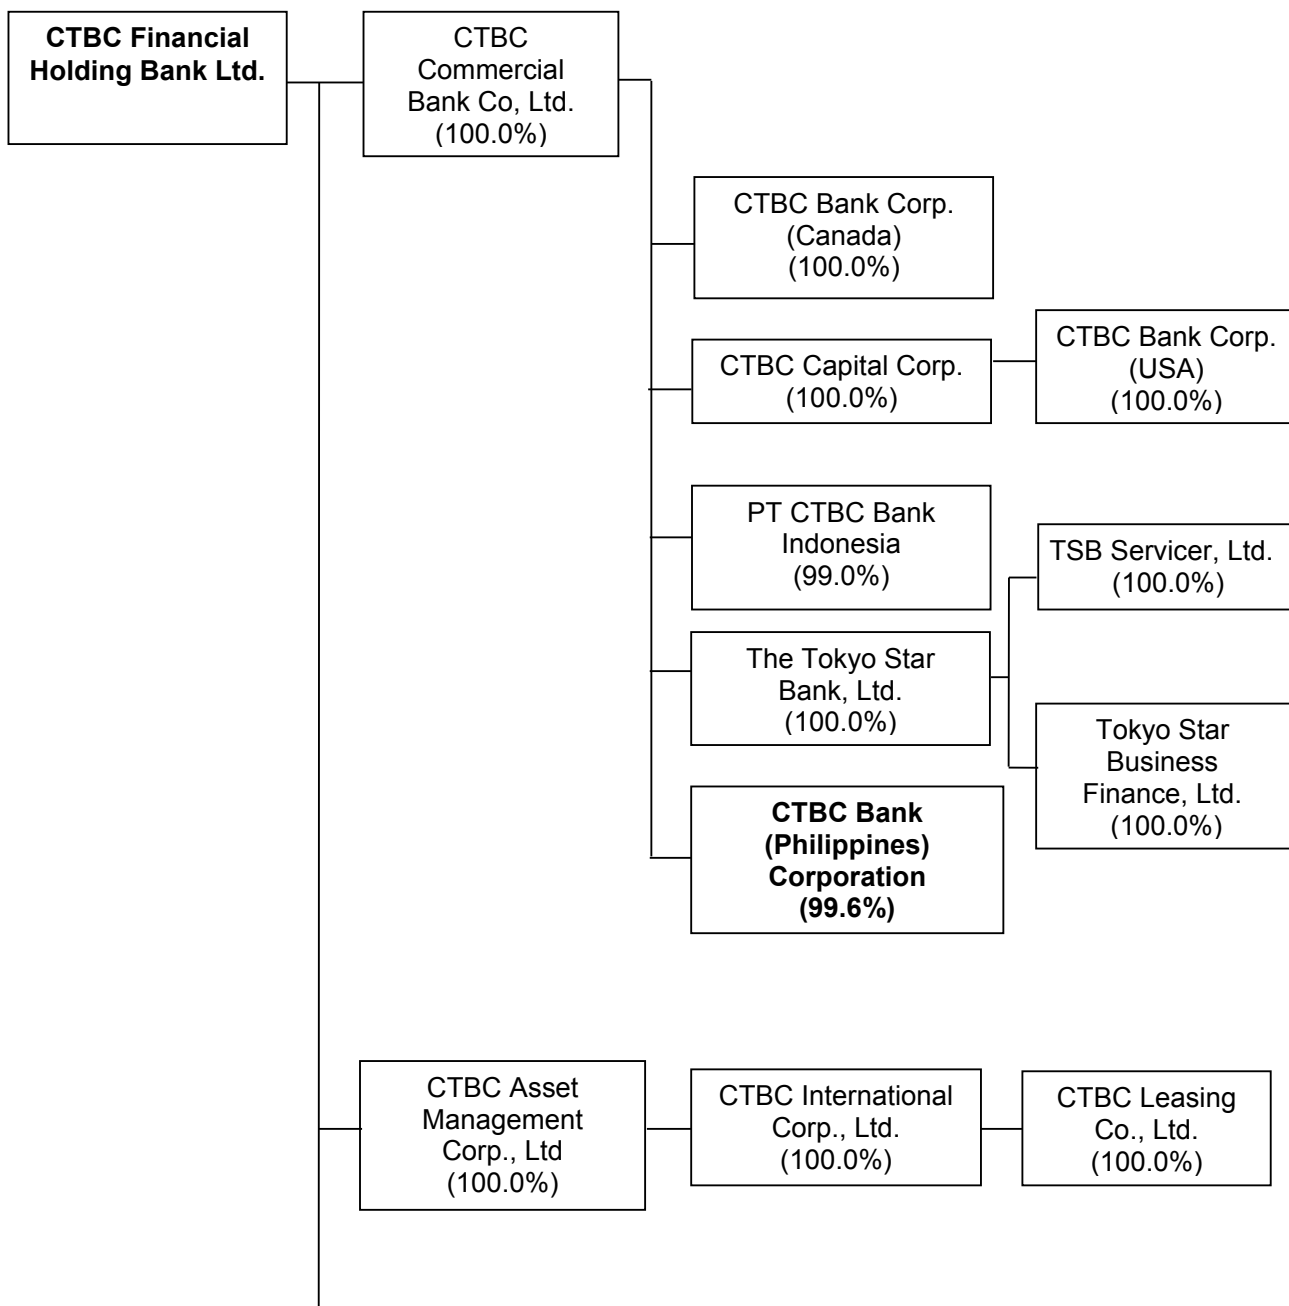 CTBC Financial
Holding Bank Ltd.
CTBC
Commercial
Bank Co, Ltd.
(100.0%)
CTBC Bank Corp.
(Canada)
(100.0%)
CTBC Capital Corp.
(100.0%)
CTBC Bank Corp.
(USA)
(100.0%)
PT CTBC Bank
Indonesia
(99.0%)
The Tokyo Star
Bank, Ltd.
(100.0%)
TSB Servicer, Ltd.
(100.0%)
Tokyo Star
Business
Finance, Ltd.
(100.0%)
CTBC Bank
(Philippines)
Corporation
(99.6%)
CTBC Asset
Management
Corp., Ltd
(100.0%)
CTBC International
Corp., Ltd.
(100.0%)
CTBC Leasing
Co., Ltd.
(100.0%)